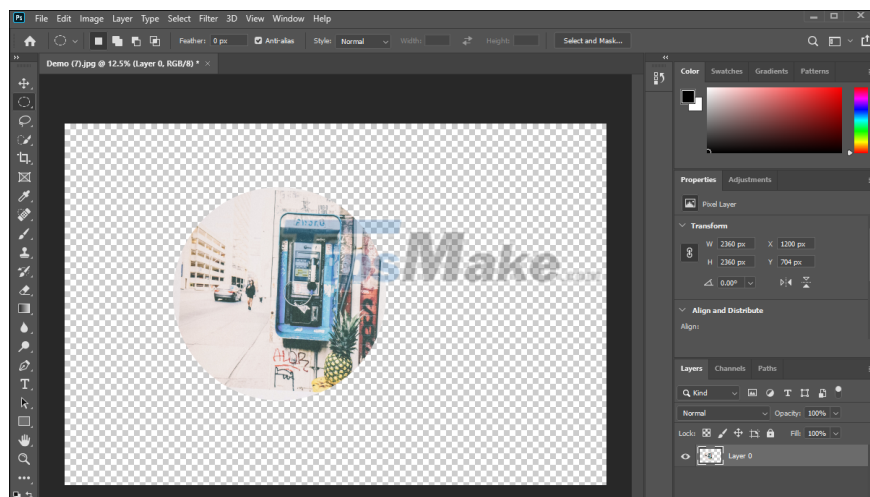 Ps File Edit Image Layer Type Select Filter 3D View Window Help
Feather: 0 px Anti-alias Style: Normal Width: Height: Select and Mask...
Demo (7).jpg @ 12.5% (Layer 0, RGB/8) * ×
Color Swatches Gradients Patterns
Properties Adjustments
Pixel Layer
Transform
W 2360 px X 1200 px
H 2360 px Y 704 px
0.00°
Align and Distribute
Align:
Layers Channels Paths
Kind
Normal Opacity: 100%
Lock: Fill: 100%
Layer 0
TipsMake